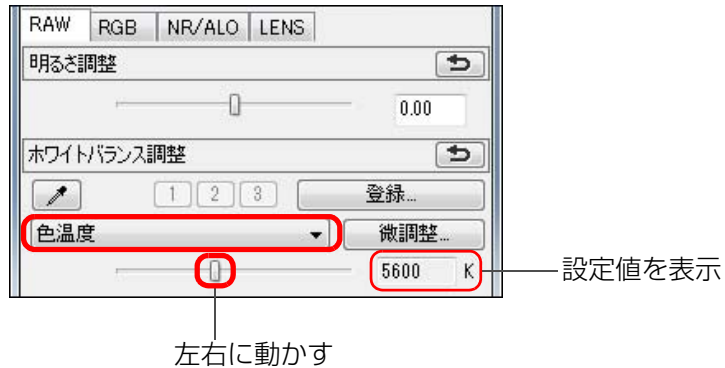 RAW RGB NR/ALO LENS
明るさ調整
0.00
ホワイトバランス調整
1 2 3 登録...
色温度 微調整...
5600 K 設定値を表示
左右に動かす